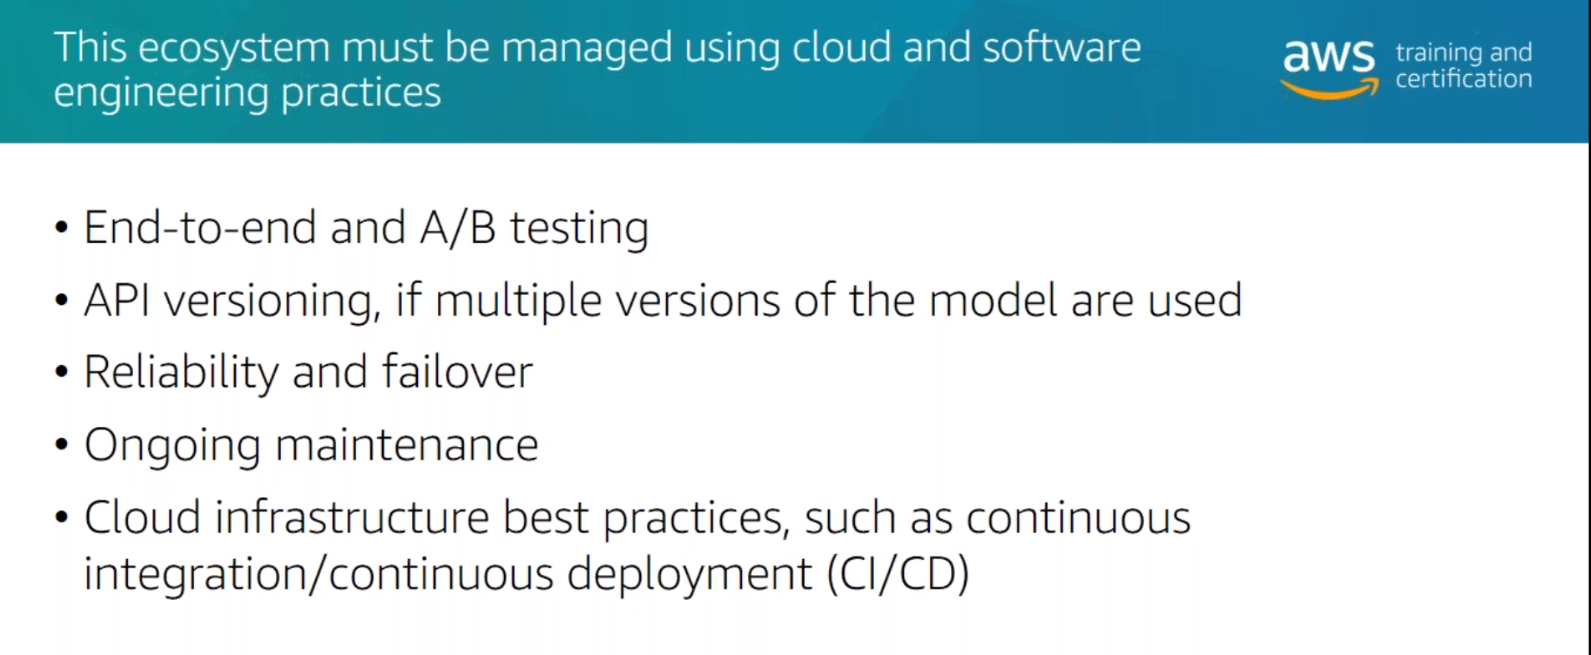 This ecosystem must be managed using cloud and software
engineering practices
aws training and
certification
• End-to-end and A/B testing
• API versioning, if multiple versions of the model are used
• Reliability and failover
• Ongoing maintenance
• Cloud infrastructure best practices, such as continuous
integration/continuous deployment (CI/CD)